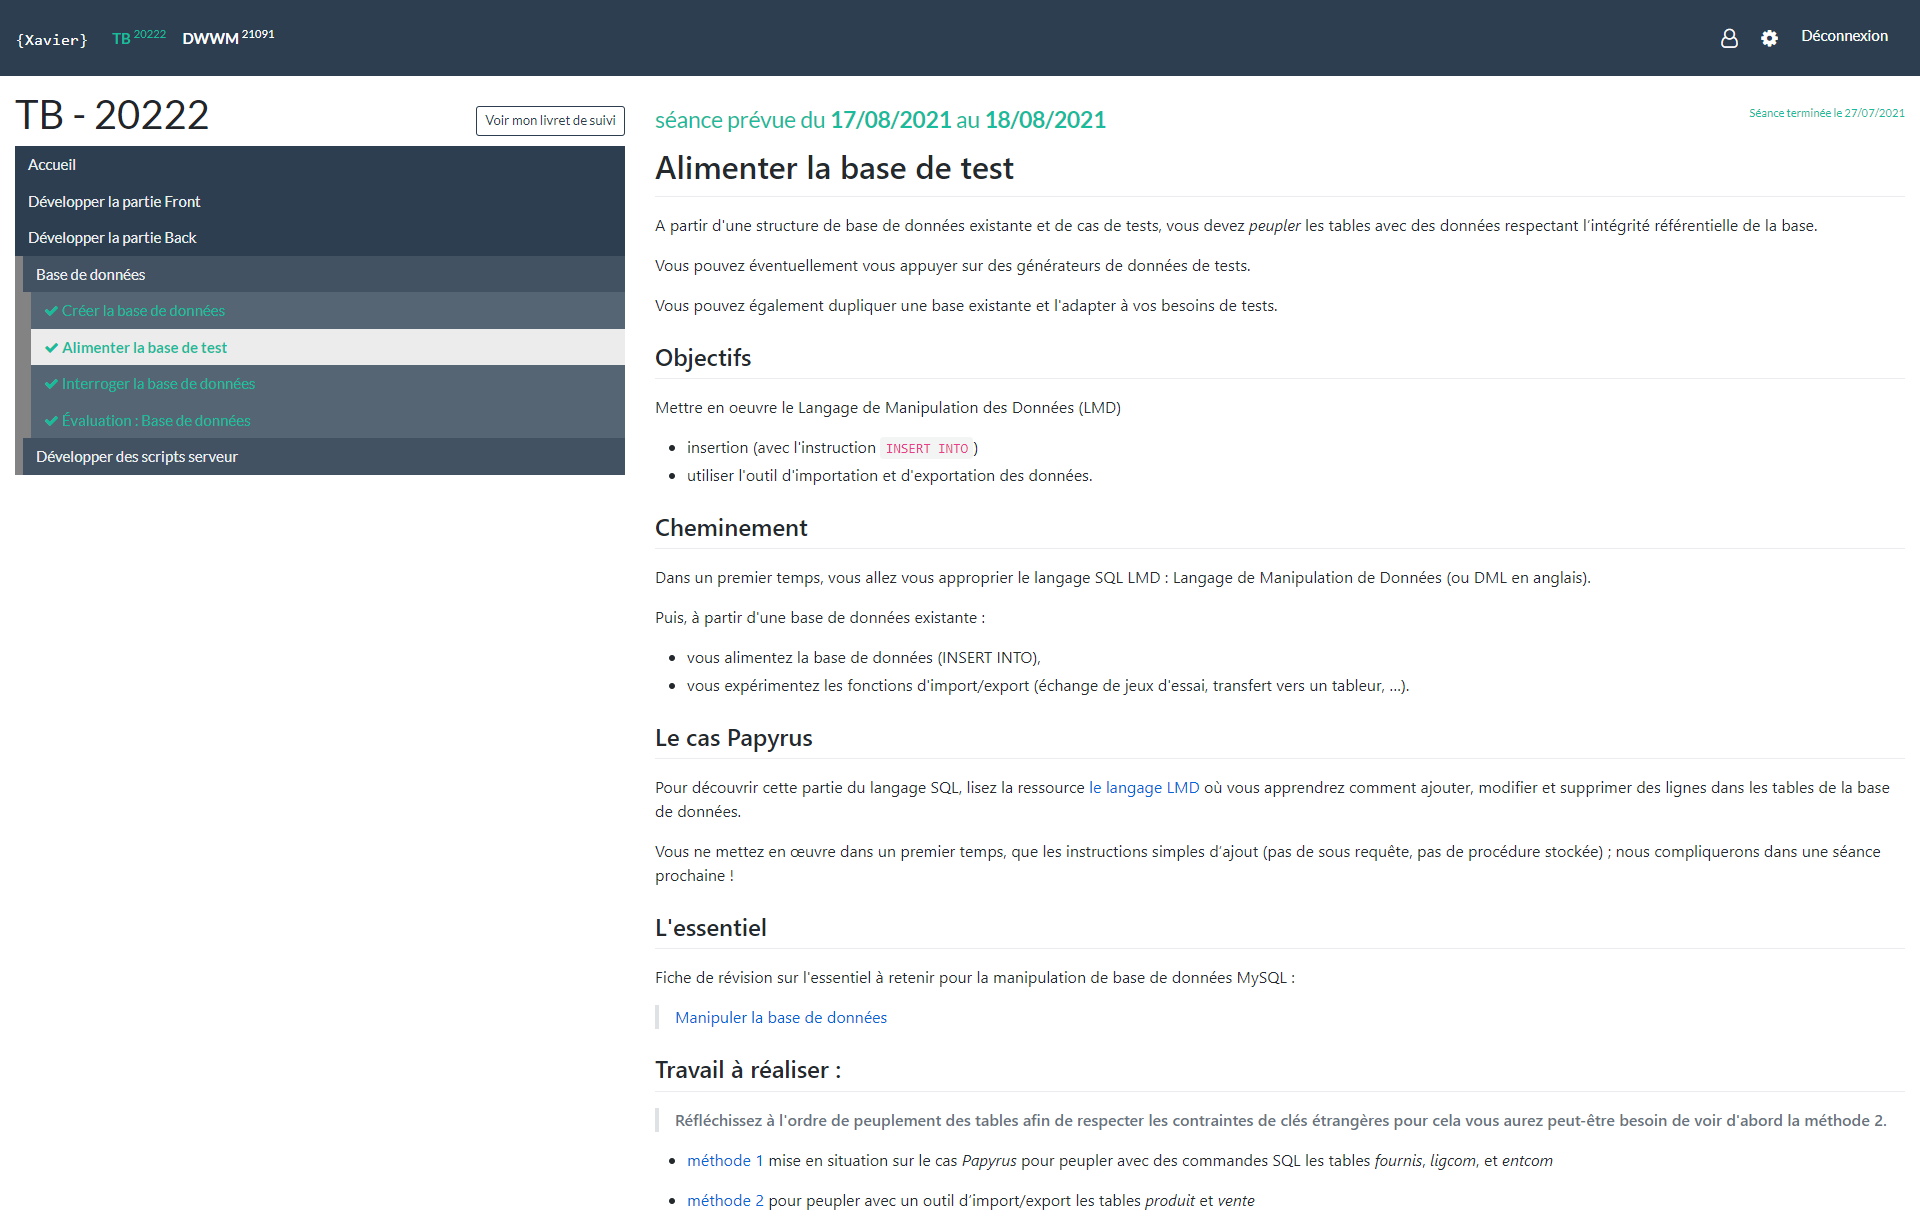 {Xavier} TB 20222 DWWM 21091 Déconnexion
TB - 20222
Voir mon livret de suivi
Accueil
Développer la partie Front
Développer la partie Back
Base de données
Créer la base de données
Alimenter la base de test
Interroger la base de données
Évaluation : Base de données
Développer des scripts serveur
séance prévue du 17/08/2021 au 18/08/2021
Séance terminée le 27/07/2021
Alimenter la base de test
A partir d'une structure de base de données existante et de cas de tests, vous devez peupler les tables avec des données respectant l’intégrité référentielle de la base.
Vous pouvez éventuellement vous appuyer sur des générateurs de données de tests.
Vous pouvez également dupliquer une base existante et l'adapter à vos besoins de tests.
Objectifs
Mettre en oeuvre le Langage de Manipulation des Données (LMD)
• insertion (avec l'instruction INSERT INTO )
• utiliser l'outil d'importation et d'exportation des données.
Cheminement
Dans un premier temps, vous allez vous approprier le langage SQL LMD : Langage de Manipulation de Données (ou DML en anglais).
Puis, à partir d'une base de données existante :
• vous alimentez la base de données (INSERT INTO),
• vous expérimentez les fonctions d'import/export (échange de jeux d'essai, transfert vers un tableur, ...).
Le cas Papyrus
Pour découvrir cette partie du langage SQL, lisez la ressource le langage LMD où vous apprendrez comment ajouter, modifier et supprimer des lignes dans les tables de la base
de données.
Vous ne mettez en œuvre dans un premier temps, que les instructions simples d’ajout (pas de sous requête, pas de procédure stockée) ; nous compliquerons dans une séance
prochaine !
L'essentiel
Fiche de révision sur l'essentiel à retenir pour la manipulation de base de données MySQL :
Manipuler la base de données
Travail à réaliser :
Réfléchissez à l'ordre de peuplement des tables afin de respecter les contraintes de clés étrangères pour cela vous aurez peut-être besoin de voir d'abord la méthode 2.
• méthode 1 mise en situation sur le cas Papyrus pour peupler avec des commandes SQL les tables fournis, ligcom, et entcom
• méthode 2 pour peupler avec un outil d’import/export les tables produit et vente